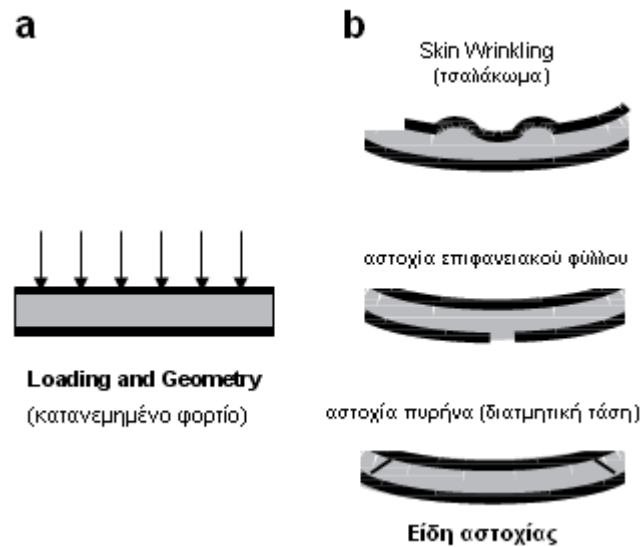 a
b
Skin Wrinkling
(τσαλάκωμα)
αστοχία επιφανειακού φύλλου
Loading and Geometry
(κατανεμημένο φορτίο)
αστοχία πυρήνα (διατμητική τάση)
Είδη αστοχίας